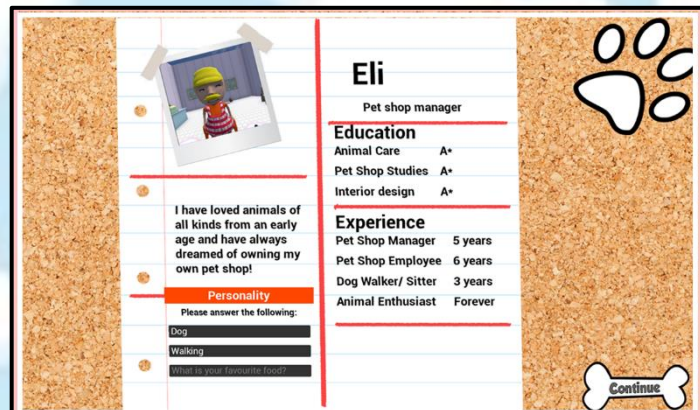 I have loved animals of
all kinds from an early
age and have always
dreamed of owning my
own pet shop!
Personality
Please answer the following:
Dog
Walking
What is your favourite food?
Eli
Pet shop manager
Education
Animal Care A*
Pet Shop Studies A*
Interior design A*
Experience
Pet Shop Manager 5 years
Pet Shop Employee 6 years
Dog Walker/ Sitter 3 years
Animal Enthusiast Forever
Continue